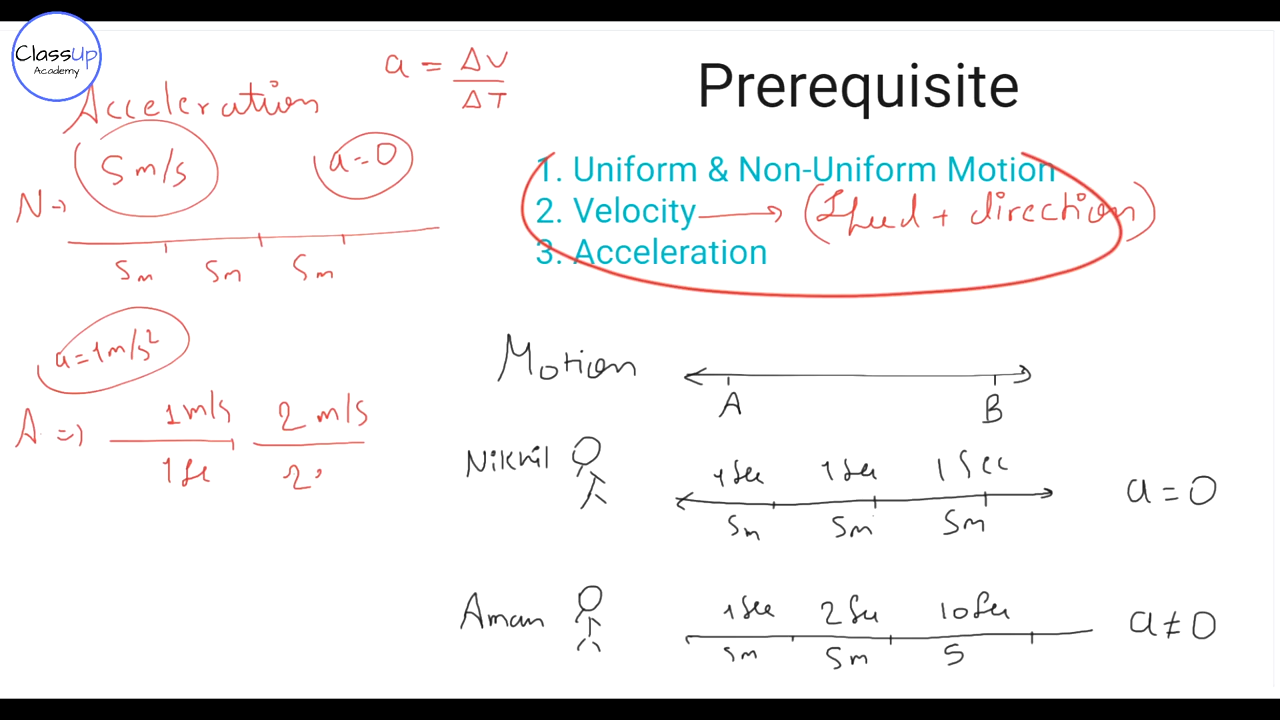 ClassUp
Academy
Acceleration
a = ΔV
ΔT
5 m/s
a = 0
N →
5m 5m 5m
a = 1 m/s²
A ⇒ 1 m/s 2 m/s
1 Sec 2
Prerequisite
1. Uniform & Non-Uniform Motion
2. Velocity → (Speed + direction)
3. Acceleration
Motion
A B
Nikhil 1 Sec 1 Sec 1 Sec
5m 5m 5m
a = 0
Aman 1 Sec 2 Sec 10 Sec
5m 5m 5
a ≠ 0